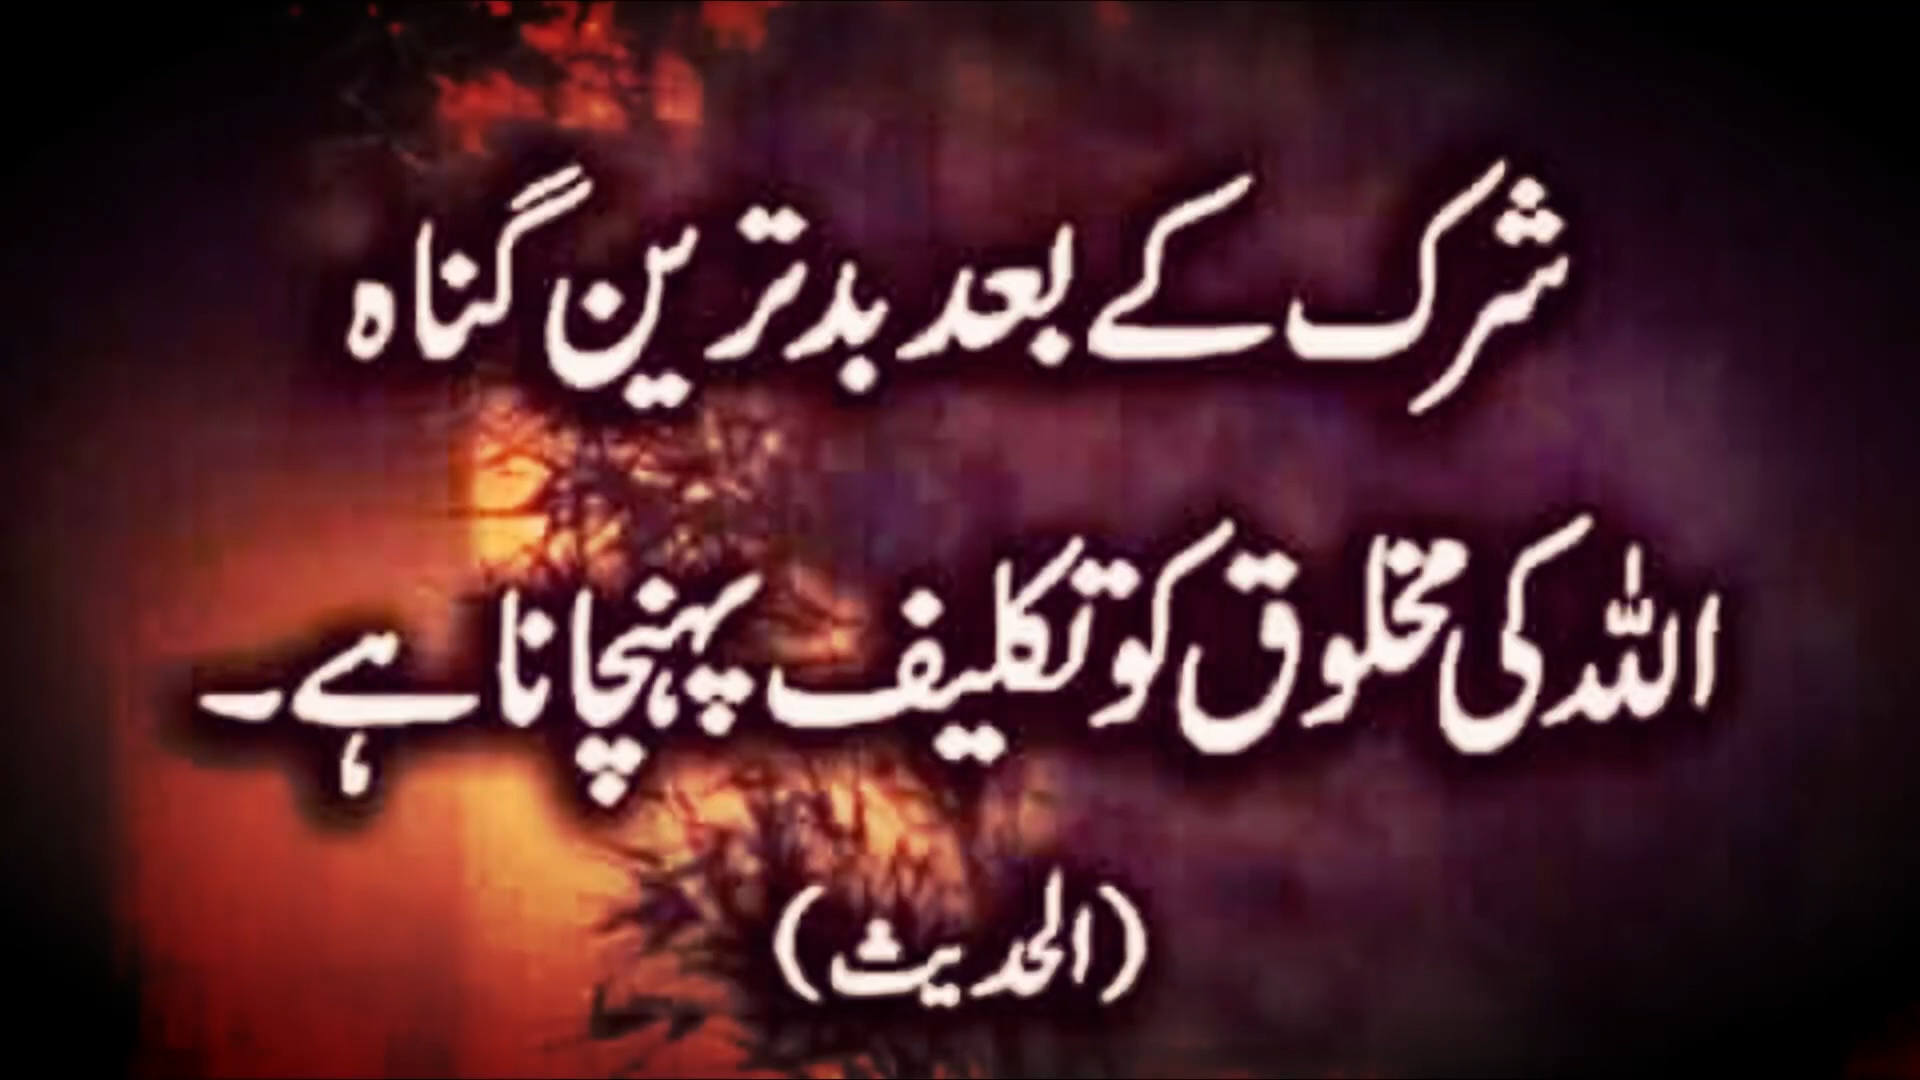 شرک کے بعد بدترین گناہ
اللہ کی مخلوق کو تکلیف پہنچانا ہے۔
(الحدیث)